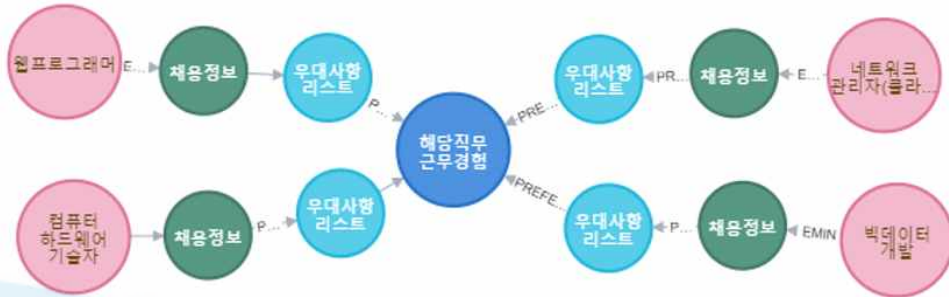 웹프로그래머
E...
채용정보
우대사항
리스트
P...
해당직무
근무경험
PRE...
우대사항
리스트
PR...
채용정보
E...
네트워크
관리자(클라...
컴퓨터
하드웨어
기술자
채용정보
P...
우대사항
리스트
PREFE...
우대사항
리스트
P...
채용정보
EMIN
빅데이터
개발